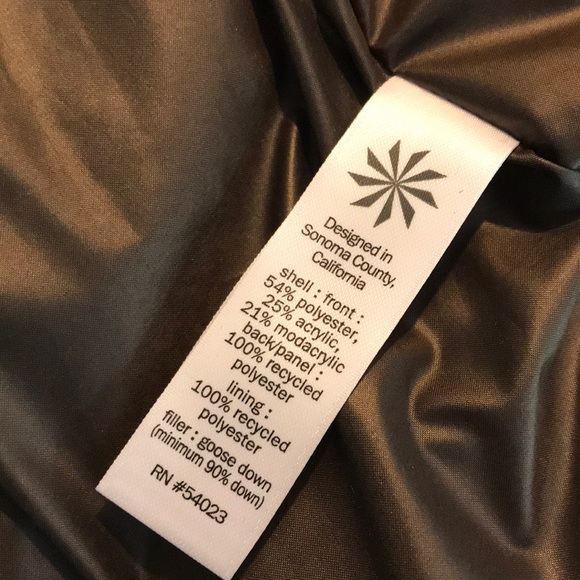 Designed in
Sonoma County,
California
shell : front :
54% polyester,
25% acrylic,
21% modacrylic
back/panel :
100% recycled
polyester
lining :
100% recycled
polyester
filler : goose down
(minimum 90% down)
RN #54023